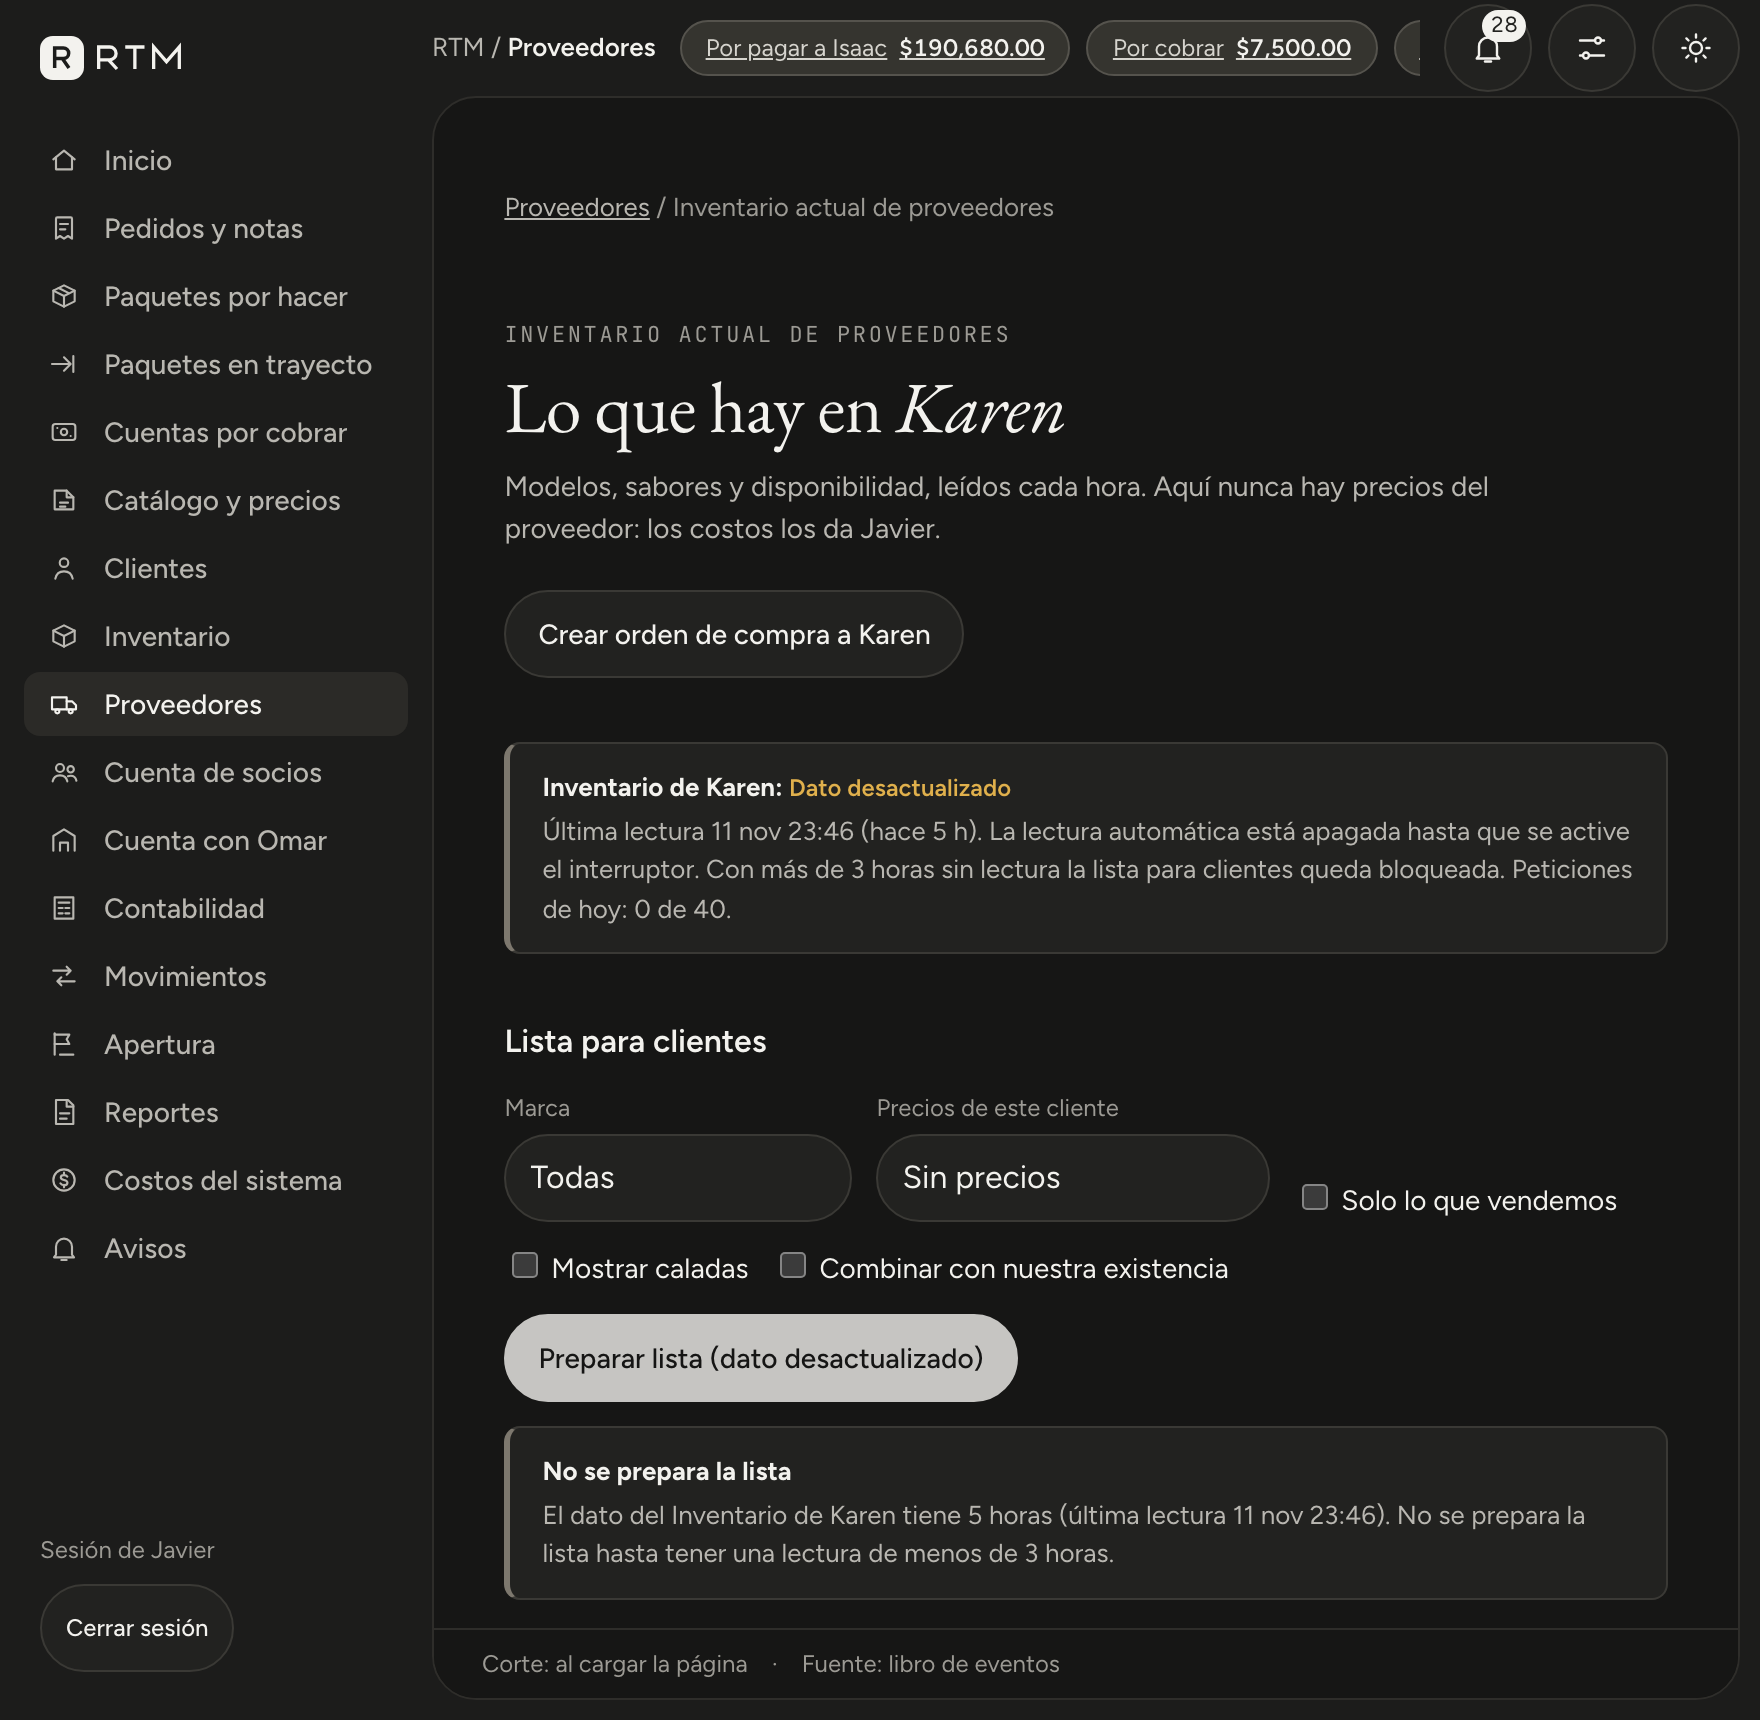 R RTM
RTM / Proveedores
Por pagar a Isaac $190,680.00
Por cobrar $7,500.00
28
Inicio
Pedidos y notas
Paquetes por hacer
Paquetes en trayecto
Cuentas por cobrar
Catálogo y precios
Clientes
Inventario
Proveedores
Cuenta de socios
Cuenta con Omar
Contabilidad
Movimientos
Apertura
Reportes
Costos del sistema
Avisos
Sesión de Javier
Cerrar sesión
Proveedores / Inventario actual de proveedores
INVENTARIO ACTUAL DE PROVEEDORES
Lo que hay en Karen
Modelos, sabores y disponibilidad, leídos cada hora. Aquí nunca hay precios del
proveedor: los costos los da Javier.
Crear orden de compra a Karen
Inventario de Karen: Dato desactualizado
Última lectura 11 nov 23:46 (hace 5 h). La lectura automática está apagada hasta que se active
el interruptor. Con más de 3 horas sin lectura la lista para clientes queda bloqueada. Peticiones
de hoy: 0 de 40.
Lista para clientes
Marca
Precios de este cliente
Todas
Sin precios
Solo lo que vendemos
Mostrar caladas
Combinar con nuestra existencia
Preparar lista (dato desactualizado)
No se prepara la lista
El dato del Inventario de Karen tiene 5 horas (última lectura 11 nov 23:46). No se prepara la
lista hasta tener una lectura de menos de 3 horas.
Corte: al cargar la página · Fuente: libro de eventos